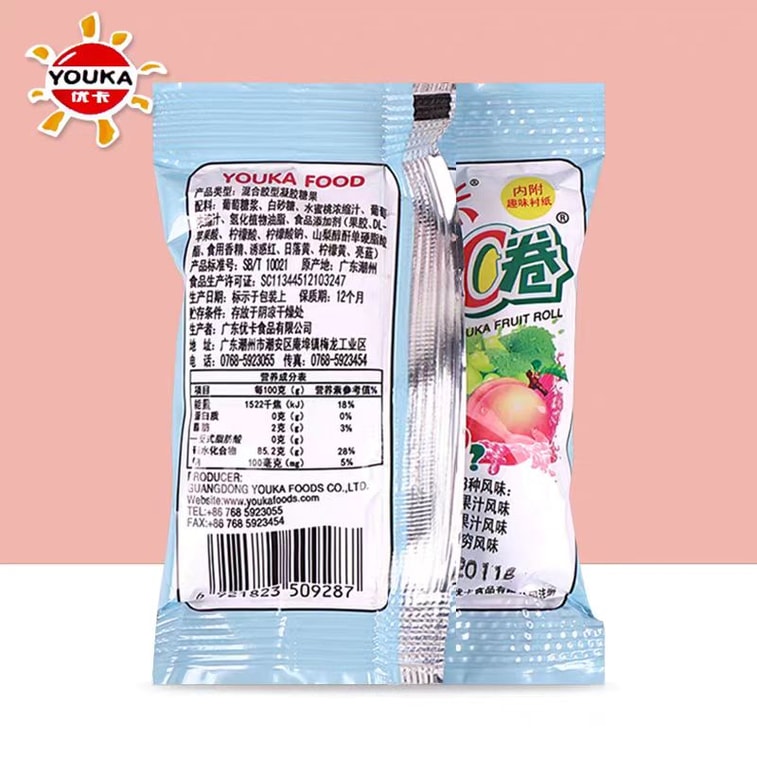 YOUKA
优卡
YOUKA FOOD
产品类型：混合胶型凝胶糖果
配料：葡萄糖浆、白砂糖、水蜜桃浓缩汁、葡萄
浓缩汁、氢化植物油脂、食品添加剂（果胶、DL-
苹果酸、柠檬酸、柠檬酸钠、山梨醇酐单硬脂酸
酯、食用香精、诱惑红、日落黄、柠檬黄、亮蓝）
产品标准号：SB/T 10021 原产地：广东潮州
食品生产许可证：SC11344512103247
生产日期：标示于包装上 保质期：12个月
贮存条件：存放于阴凉干燥处
生产者：广东优卡食品有限公司
地 址：广东潮州市潮安区庵埠镇梅龙工业区
电 话：0768-5923055 传真：0768-5923454
营养成分表
项目 每100克(g) 营养素参考值%
能量 1522千焦(kJ) 18%
蛋白质 0克(g) 0%
脂肪 2克(g) 3%
—反式脂肪酸 0克(g)
碳水化合物 85.2克(g) 28%
钠 100毫克(mg) 5%
PRODUCER:
GUANGDONG YOUKA FOODS CO.,LTD.
Website:www.youkafoods.com
TEL:+86 768 5923055
FAX:+86 768 5923454
6 921823 509287
®
内附
趣味衬纸
®
C卷
UKA FRUIT ROLL
?
种风味：
果汁风味
果汁风味
风味
2011